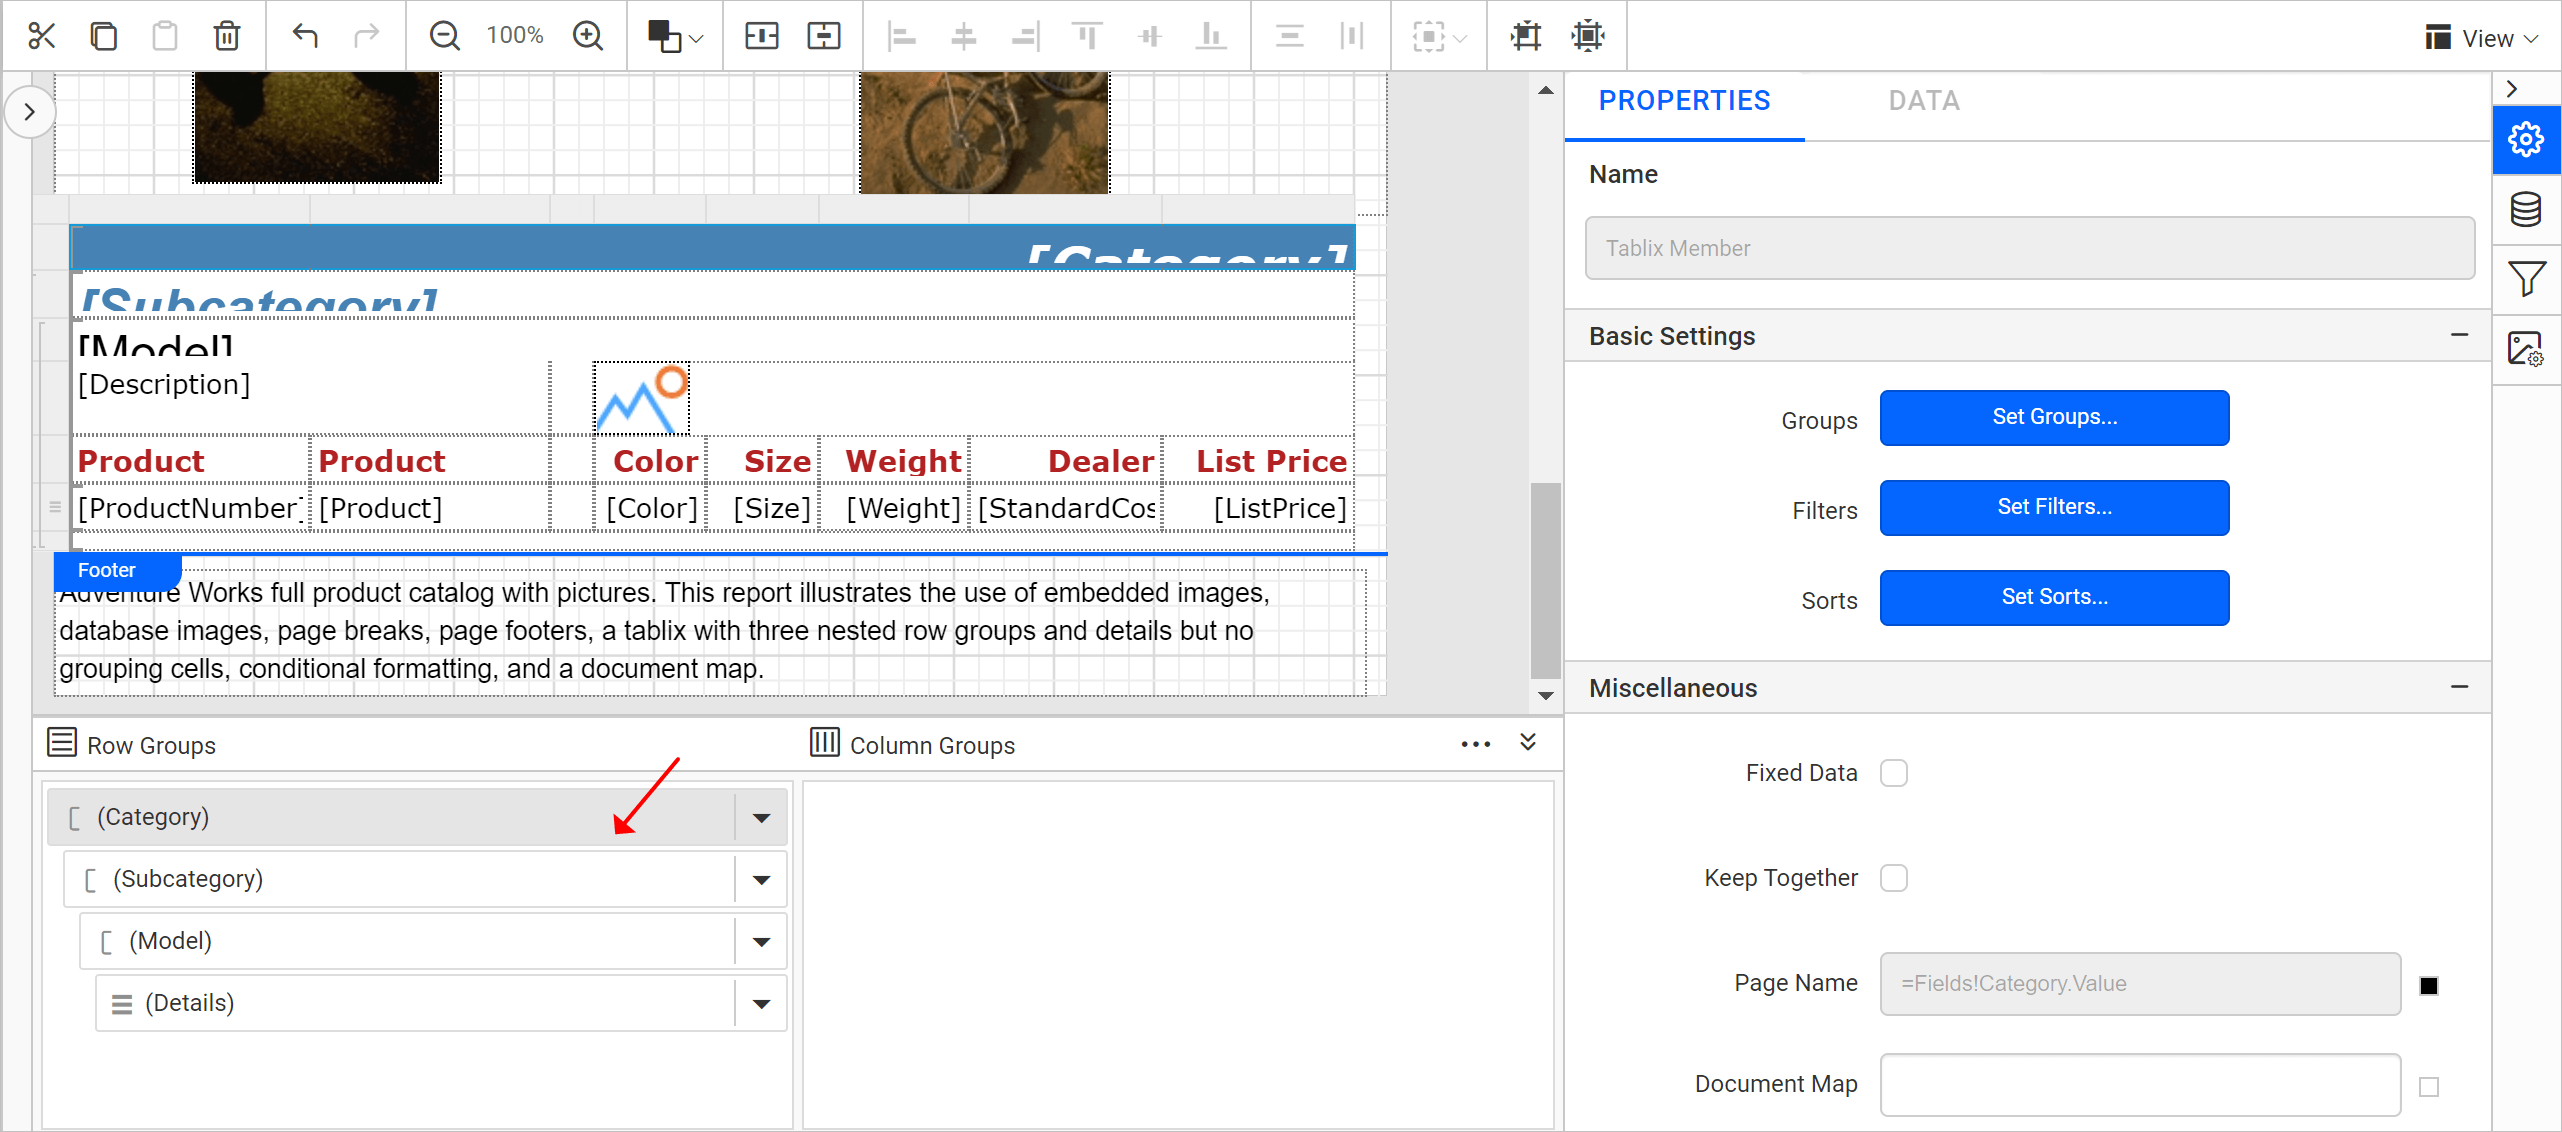 100%
View
PROPERTIES DATA
Name
Tablix Member
[Category]
[Subcategory]
[Model]
[Description]
Product Product Color Size Weight Dealer List Price
[ProductNumber] [Product] [Color] [Size] [Weight] [StandardCos [ListPrice]
Footer
Adventure Works full product catalog with pictures. This report illustrates the use of embedded images,
database images, page breaks, page footers, a tablix with three nested row groups and details but no
grouping cells, conditional formatting, and a document map.
Row Groups
Column Groups
(Category)
(Subcategory)
(Model)
(Details)
Basic Settings
Groups Set Groups...
Filters Set Filters...
Sorts Set Sorts...
Miscellaneous
Fixed Data
Keep Together
Page Name =Fields!Category.Value
Document Map